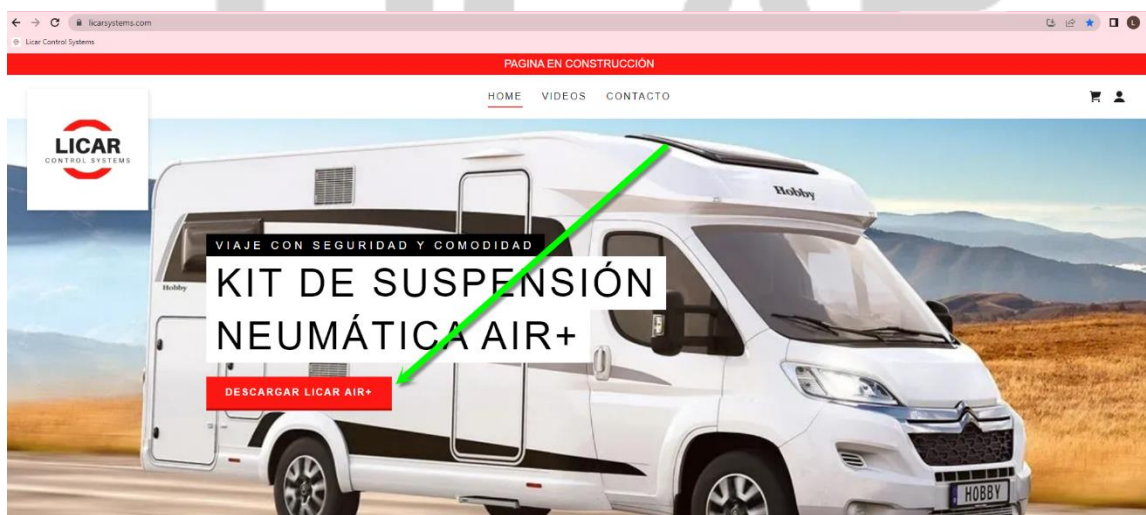 licarsystems.com
Licar Control Systems
PAGINA EN CONSTRUCCIÓN
HOME VIDEOS CONTACTO
LICAR
CONTROL SYSTEMS
Hobby
VIAJE CON SEGURIDAD Y COMODIDAD
KIT DE SUSPENSIÓN
Hobby
NEUMÁTICA AIR+
DESCARGAR LICAR AIR+
HOBBY